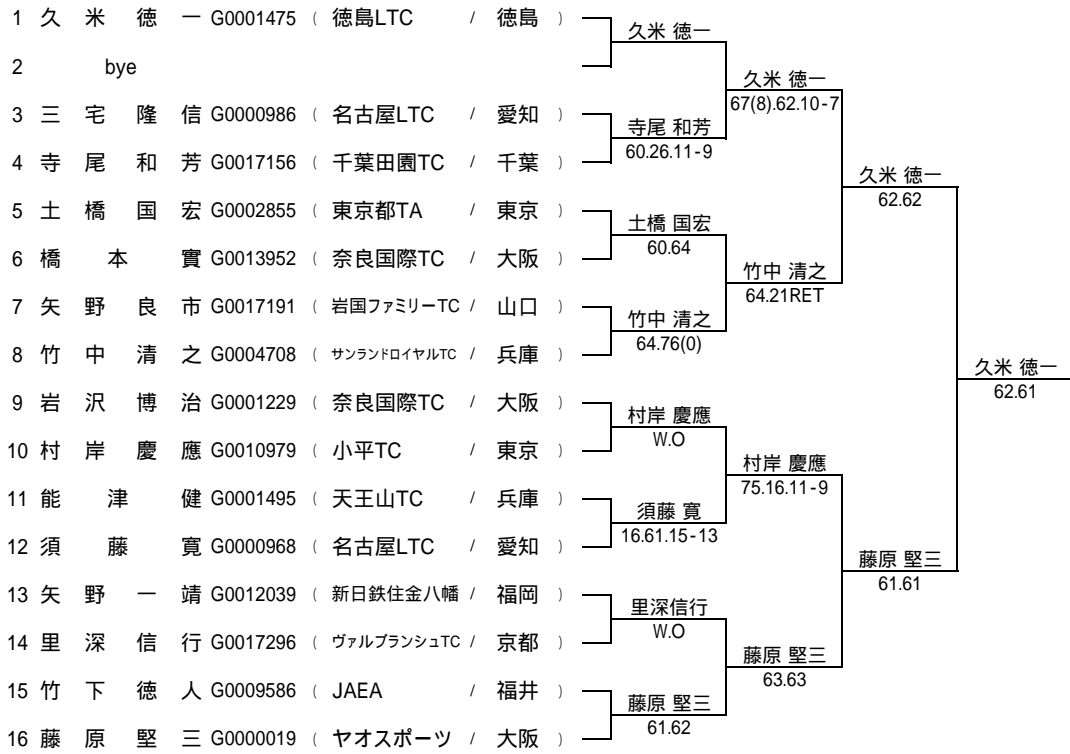 1 久 米 徳 一 G0001475 ( 徳島LTC / 徳島 )
久米 徳一
2 bye
久米 徳一
67(8).62.10-7
3 三 宅 隆 信 G0000986 ( 名古屋LTC / 愛知 )
寺尾 和芳
60.26.11-9
4 寺 尾 和 芳 G0017156 ( 千葉田園TC / 千葉 )
久米 徳一
62.62
5 土 橋 国 宏 G0002855 ( 東京都TA / 東京 )
土橋 国宏
60.64
6 橋 本 實 G0013952 ( 奈良国際TC / 大阪 )
竹中 清之
64.21RET
7 矢 野 良 市 G0017191 ( 岩国ファミリーTC / 山口 )
竹中 清之
64.76(0)
8 竹 中 清 之 G0004708 ( サンランドロイヤルTC / 兵庫 )
久米 徳一
62.61
9 岩 沢 博 治 G0001229 ( 奈良国際TC / 大阪 )
村岸 慶應
W.O
10 村 岸 慶 應 G0010979 ( 小平TC / 東京 )
村岸 慶應
75.16.11-9
11 能 津 健 G0001495 ( 天王山TC / 兵庫 )
須藤 寛
16.61.15-13
12 須 藤 寛 G0000968 ( 名古屋LTC / 愛知 )
藤原 堅三
61.61
13 矢 野 一 靖 G0012039 ( 新日鉄住金八幡 / 福岡 )
里深信行
W.O
14 里 深 信 行 G0017296 ( ヴァルブランシュTC / 京都 )
藤原 堅三
63.63
15 竹 下 徳 人 G0009586 ( JAEA / 福井 )
藤原 堅三
61.62
16 藤 原 堅 三 G0000019 ( ヤオスポーツ / 大阪 )